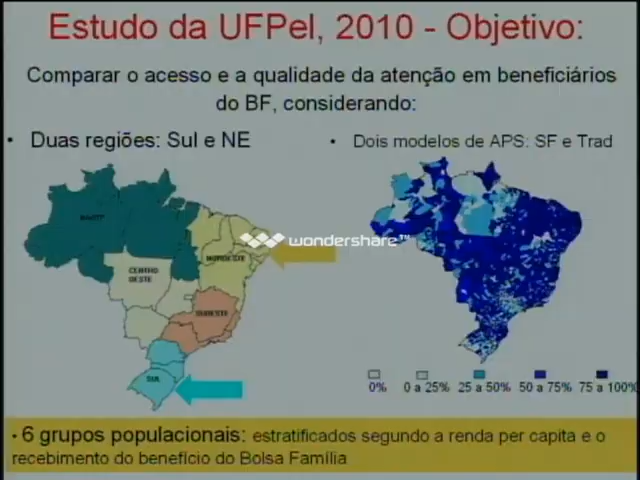 Estudo da UFPel, 2010 - Objetivo:
Comparar o acesso e a qualidade da atenção em beneficiários
do BF, considerando:
• Duas regiões: Sul e NE
• Dois modelos de APS: SF e Trad
NORTE
NORDESTE
CENTRO
OESTE
SUDESTE
SUL
wondershare™
0% 0 a 25% 25 a 50% 50 a 75% 75 a 100%
• 6 grupos populacionais: estratificados segundo a renda per capita e o
recebimento do benefício do Bolsa Família